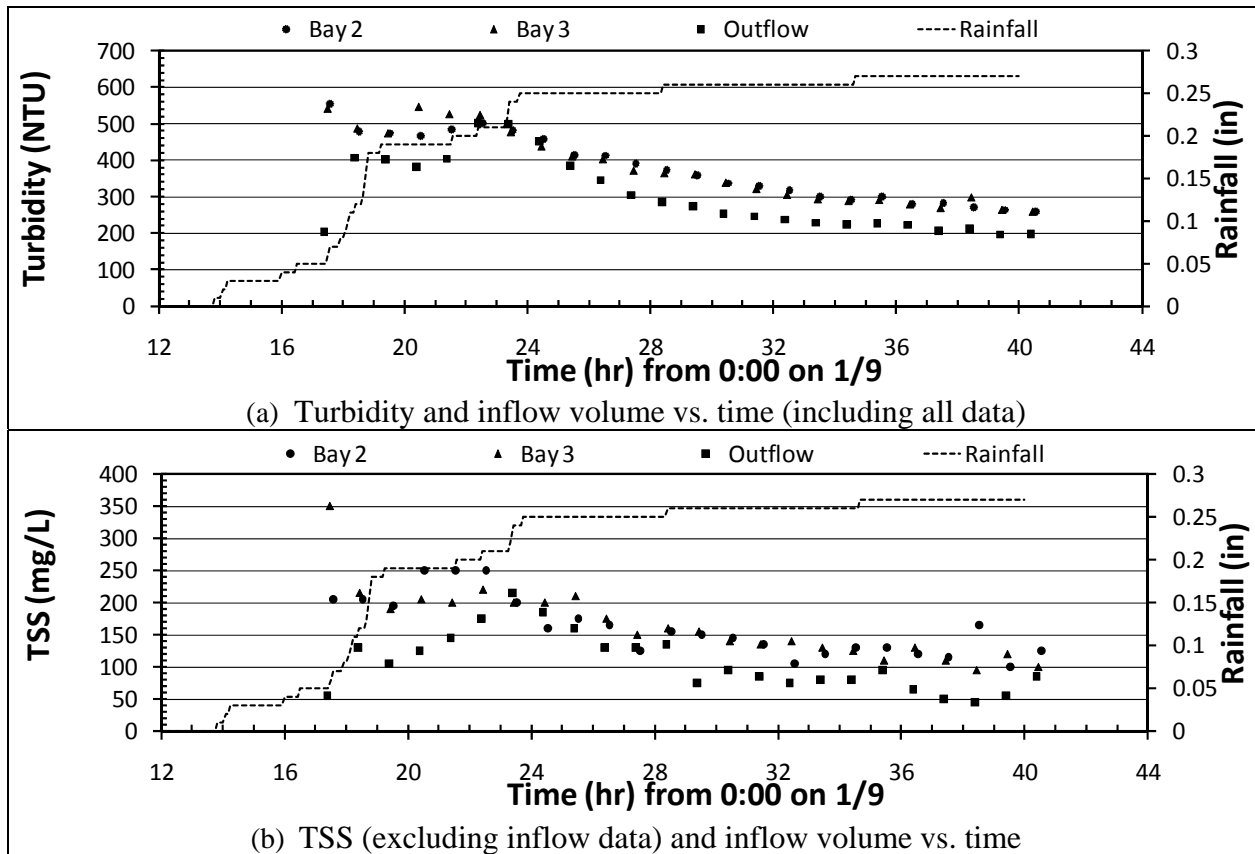 Bay 2 Bay 3 Outflow Rainfall
Turbidity (NTU)
700
600
500
400
300
200
100
0
0.3
0.25
0.2
0.15
0.1
0.05
0
Rainfall (in)
12 16 20 24 28 32 36 40 44
Time (hr) from 0:00 on 1/9
(a) Turbidity and inflow volume vs. time (including all data)
Bay 2 Bay 3 Outflow Rainfall
TSS (mg/L)
400
350
300
250
200
150
100
50
0
0.3
0.25
0.2
0.15
0.1
0.05
0
Rainfall (in)
12 16 20 24 28 32 36 40 44
Time (hr) from 0:00 on 1/9
(b) TSS (excluding inflow data) and inflow volume vs. time